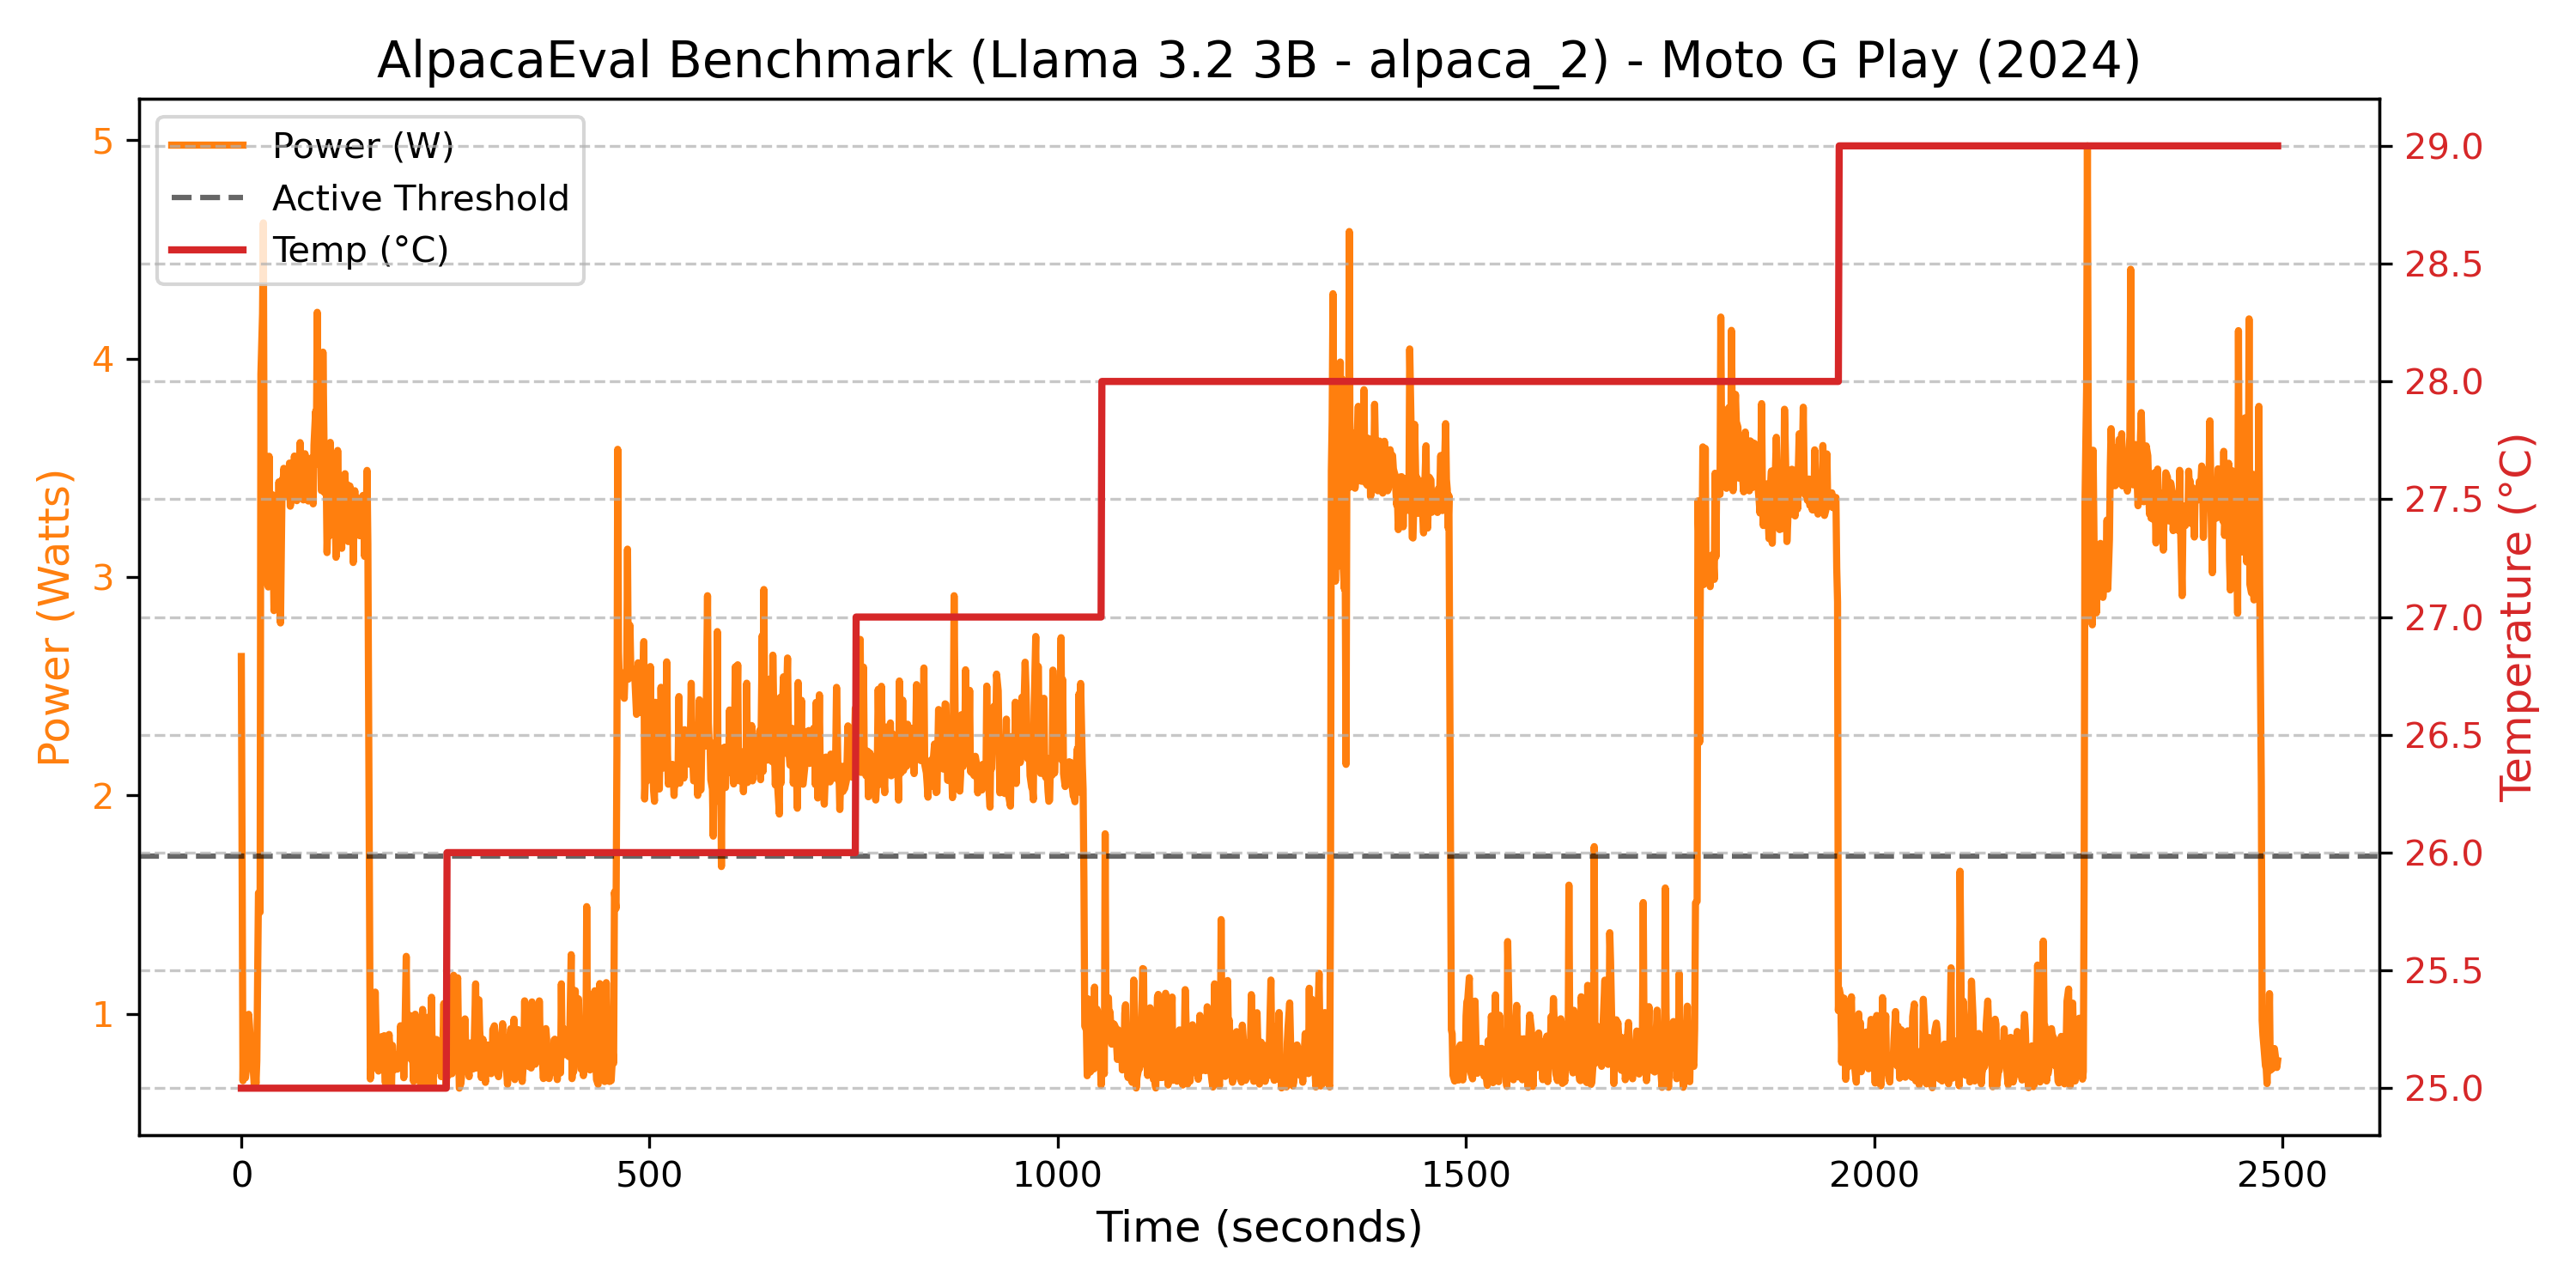 AlpacaEval Benchmark (Llama 3.2 3B - alpaca_2) - Moto G Play (2024)
Power (W)
Active Threshold
Temp (°C)
Power (Watts)
5
4
3
2
1
29.0
28.5
28.0
27.5
27.0
26.5
26.0
25.5
25.0
Temperature (°C)
0
500
1000
1500
2000
2500
Time (seconds)